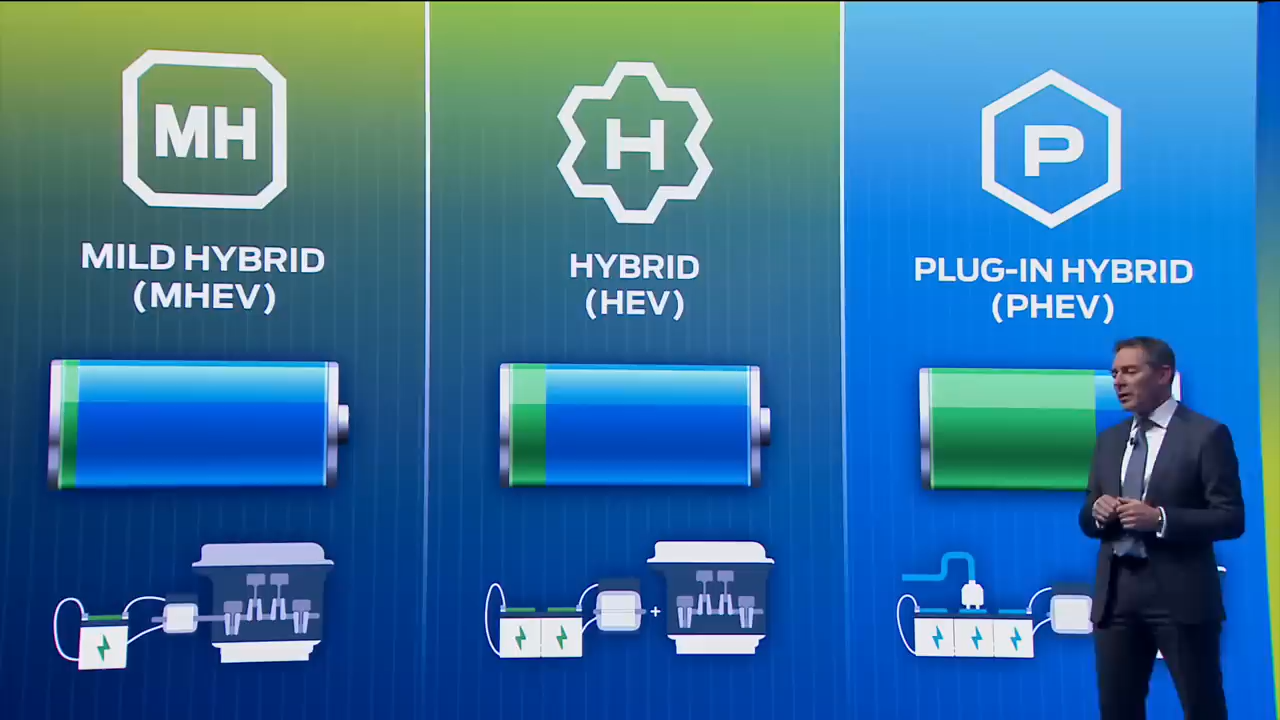 MH
MILD HYBRID
(MHEV)
H
HYBRID
(HEV)
+
P
PLUG-IN HYBRID
(PHEV)